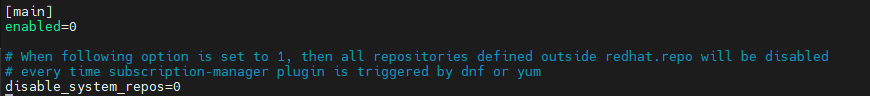 [main]
enabled=0
# When following option is set to 1, then all repositories defined outside redhat.repo will be disabled
# every time subscription-manager plugin is triggered by dnf or yum
disable_system_repos=0